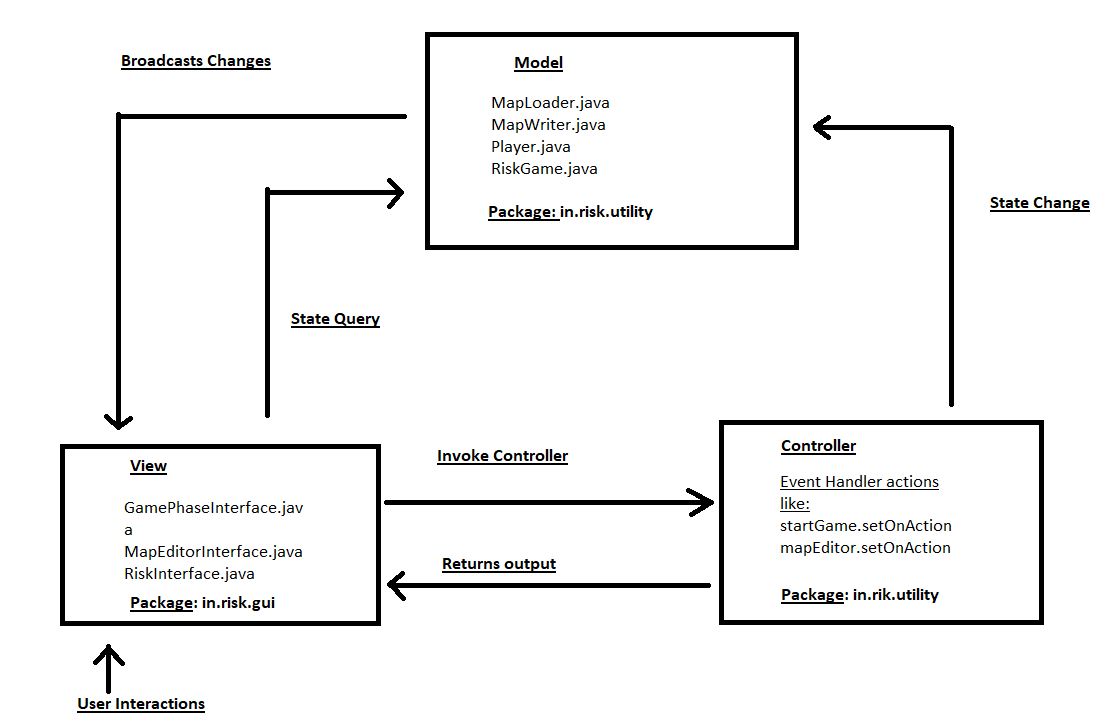 Broadcasts Changes
Model
MapLoader.java
MapWriter.java
Player.java
RiskGame.java
Package: in.risk.utility
State Change
State Query
View
GamePhaseInterface.jav
a
MapEditorInterface.java
RiskInterface.java
Package: in.risk.gui
Invoke Controller
Returns output
Controller
Event Handler actions
like:
startGame.setOnAction
mapEditor.setOnAction
Package: in.rik.utility
User Interactions